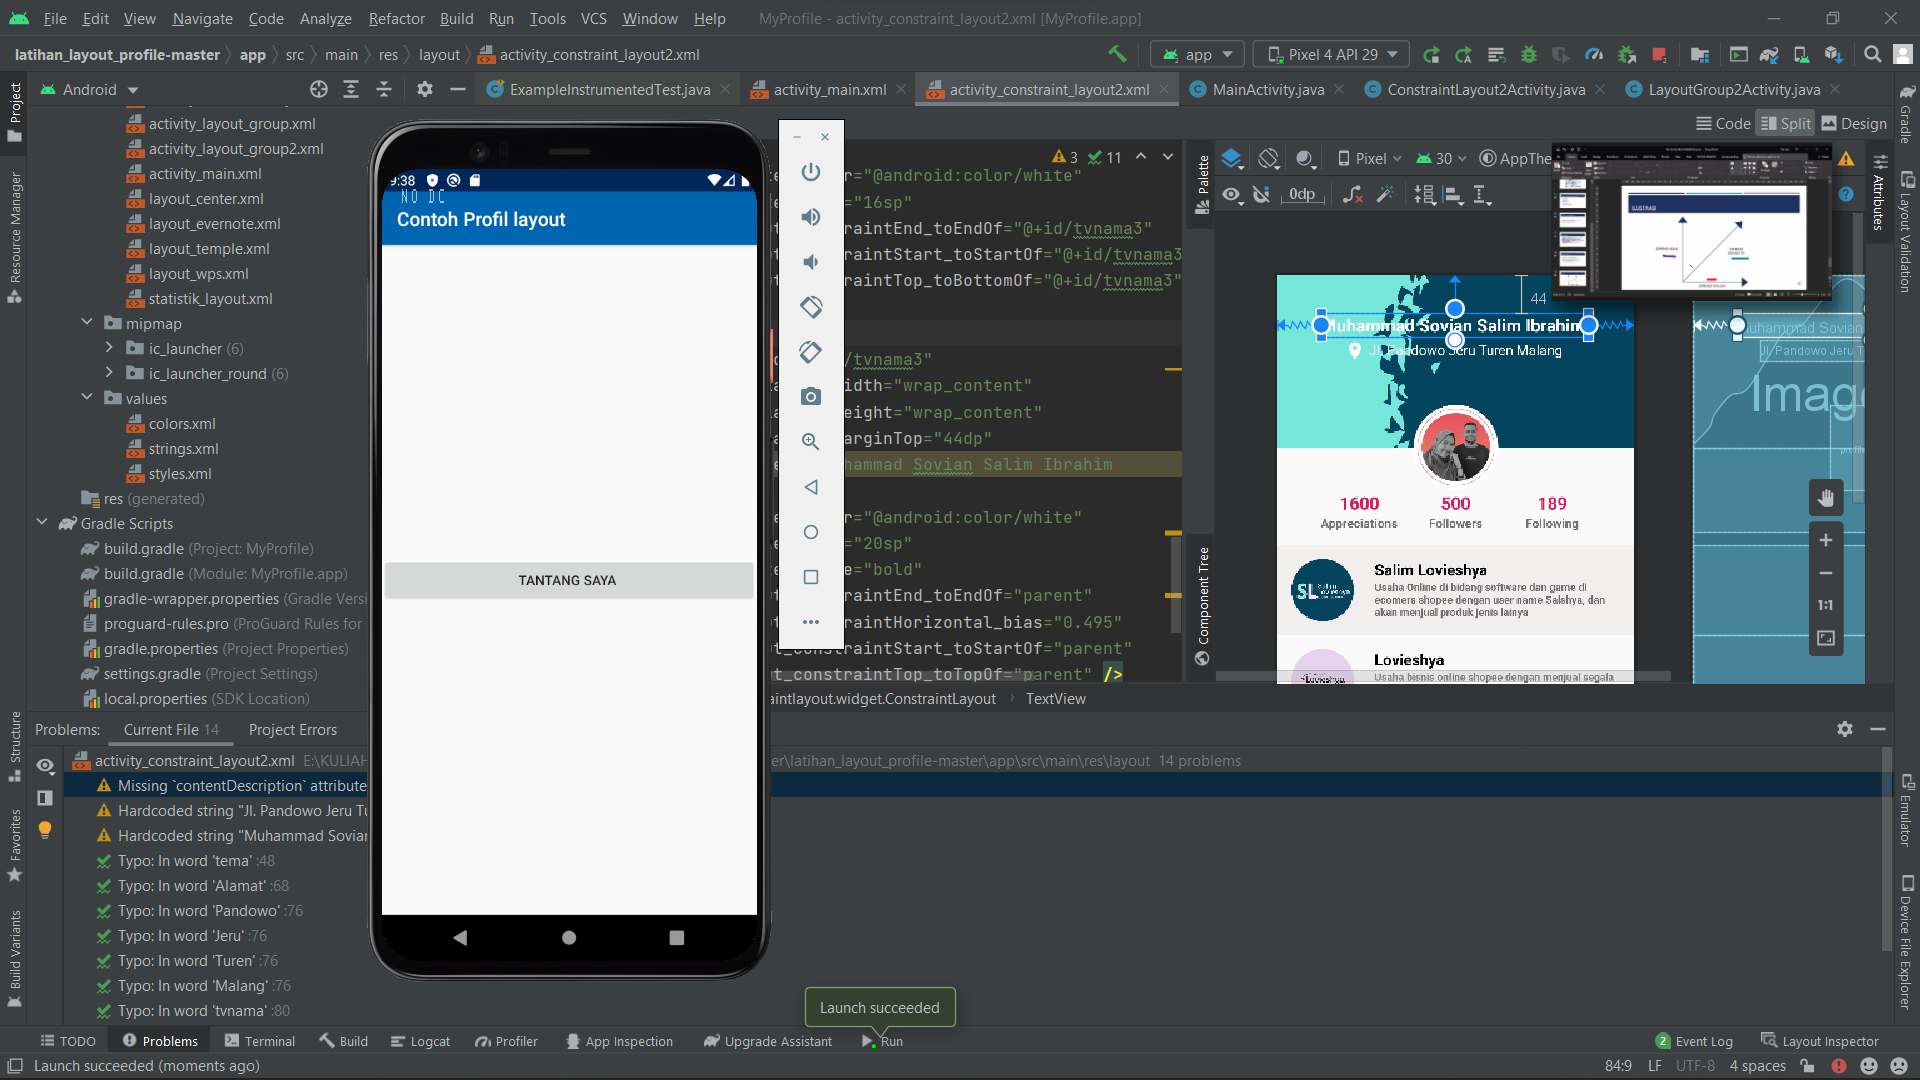 File Edit View Navigate Code Analyze Refactor Build Run Tools VCS Window Help MyProfile - activity_constraint_layout2.xml [MyProfile.app]
latihan_layout_profile-master app src main res layout activity_constraint_layout2.xml app Pixel 4 API 29
Android ExampleInstrumentedTest.java activity_main.xml activity_constraint_layout2.xml MainActivity.java ConstraintLayout2Activity.java LayoutGroup2Activity.java
Code Split Design
Project
Resource Manager
Structure
Favorites
Build Variants
activity_layout_group.xml
activity_layout_group2.xml
activity_main.xml
layout_center.xml
layout_evernote.xml
layout_temple.xml
layout_wps.xml
statistik_layout.xml
mipmap
ic_launcher (6)
ic_launcher_round (6)
values
colors.xml
strings.xml
styles.xml
res (generated)
Gradle Scripts
build.gradle (Project: MyProfile)
build.gradle (Module: MyProfile.app)
gradle-wrapper.properties (Gradle Versi
proguard-rules.pro (ProGuard Rules for
gradle.properties (Project Properties)
settings.gradle (Project Settings)
local.properties (SDK Location)
9:38
NO DC
Contoh Profil layout
TANTANG SAYA
3 11
r="@android:color/white"
="16sp"
raintEnd_toEndOf="@+id/tvnama3"
raintStart_toStartOf="@+id/tvnama3
raintTop_toBottomOf="@+id/tvnama3"
/tvnama3"
idth="wrap_content"
eight="wrap_content"
arginTop="44dp"
hammad Sovian Salim Ibrahim
r="@android:color/white"
="20sp"
e="bold"
raintEnd_toEndOf="parent"
raintHorizontal_bias="0.495"
ut_constraintStart_toStartOf="parent"
ut_constraintTop_toTopOf="parent" />
aintlayout.widget.ConstraintLayout TextView
Palette
Component Tree
Pixel 30 AppThe
0dp
ILUSTRASI
44
Muhammad Sovian Salim Ibrahim
Jl. Pandowo Jeru Turen Malang
1600 500 189
Appreciations Followers Following
Salim Lovieshya
Usaha Online di bidang software dan game di
ecomers shopee dengan user name Salshya, dan
akan menjual produk jenis lainya
Lovieshya
Usaha bisnis online shopee dengan menjual segala
uhammad Sovian
Jl. Pandowo Jeru T
Image
1:1
Gradle
Layout Validation
Attributes
Emulator
Device File Explorer
Problems: Current File 14 Project Errors
activity_constraint_layout2.xml E:\KULIAH er\latihan_layout_profile-master\app\src\main\res\layout 14 problems
Missing `contentDescription` attribute
Hardcoded string "Jl. Pandowo Jeru Tu
Hardcoded string "Muhammad Soviar
Typo: In word 'tema' :48
Typo: In word 'Alamat' :68
Typo: In word 'Pandowo' :76
Typo: In word 'Jeru' :76
Typo: In word 'Turen' :76
Typo: In word 'Malang' :76
Typo: In word 'tvnama' :80
Launch succeeded
TODO Problems Terminal Build Logcat Profiler App Inspection Upgrade Assistant Run 2 Event Log Layout Inspector
Launch succeeded (moments ago) 84:9 LF UTF-8 4 spaces